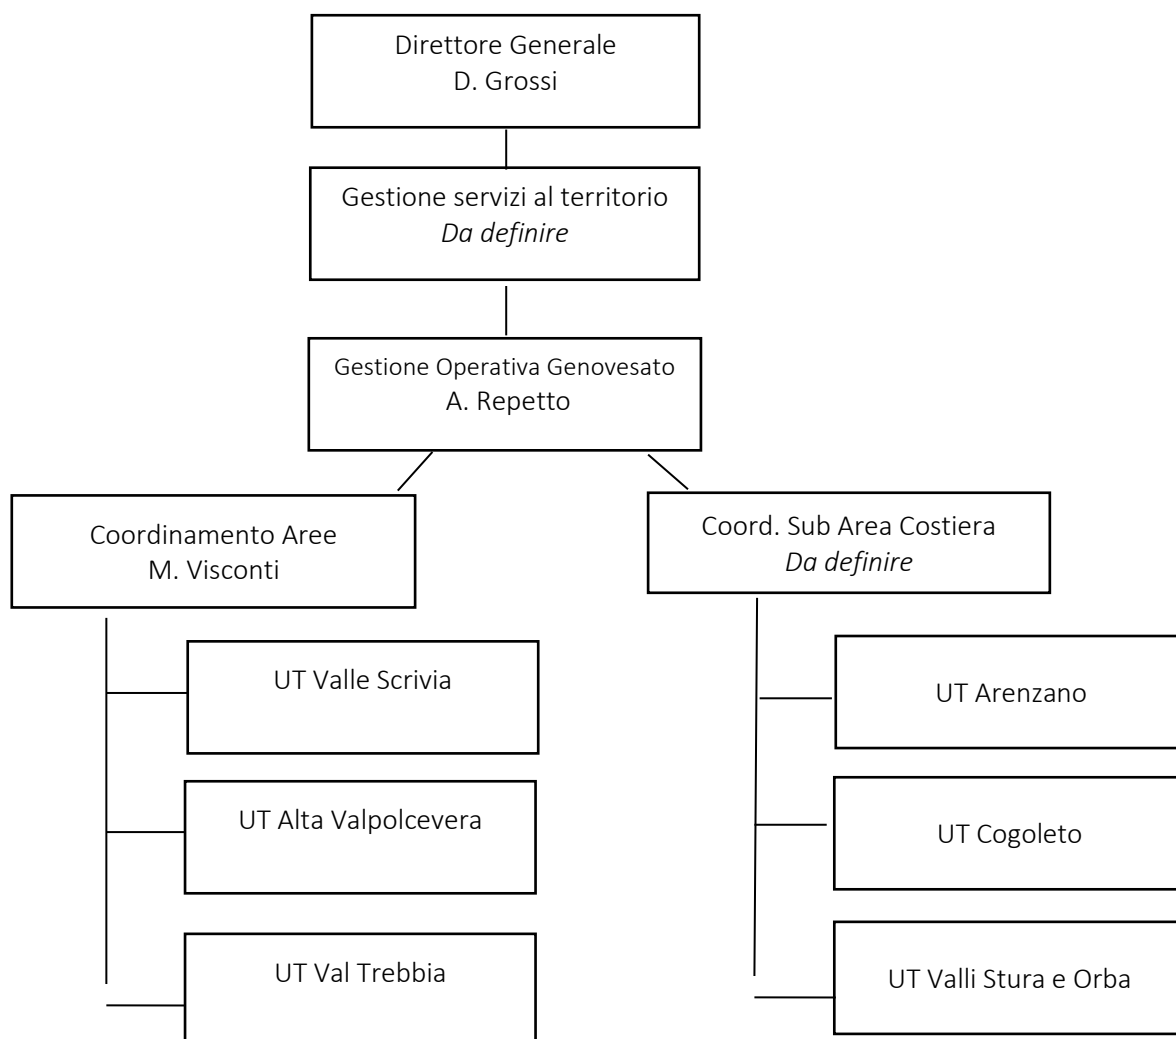 Direttore Generale
D. Grossi
Gestione servizi al territorio
Da definire
Gestione Operativa Genovesato
A. Repetto
Coordinamento Aree
M. Visconti
Coord. Sub Area Costiera
Da definire
UT Valle Scrivia
UT Alta Valpolcevera
UT Val Trebbia
UT Arenzano
UT Cogoleto
UT Valli Stura e Orba